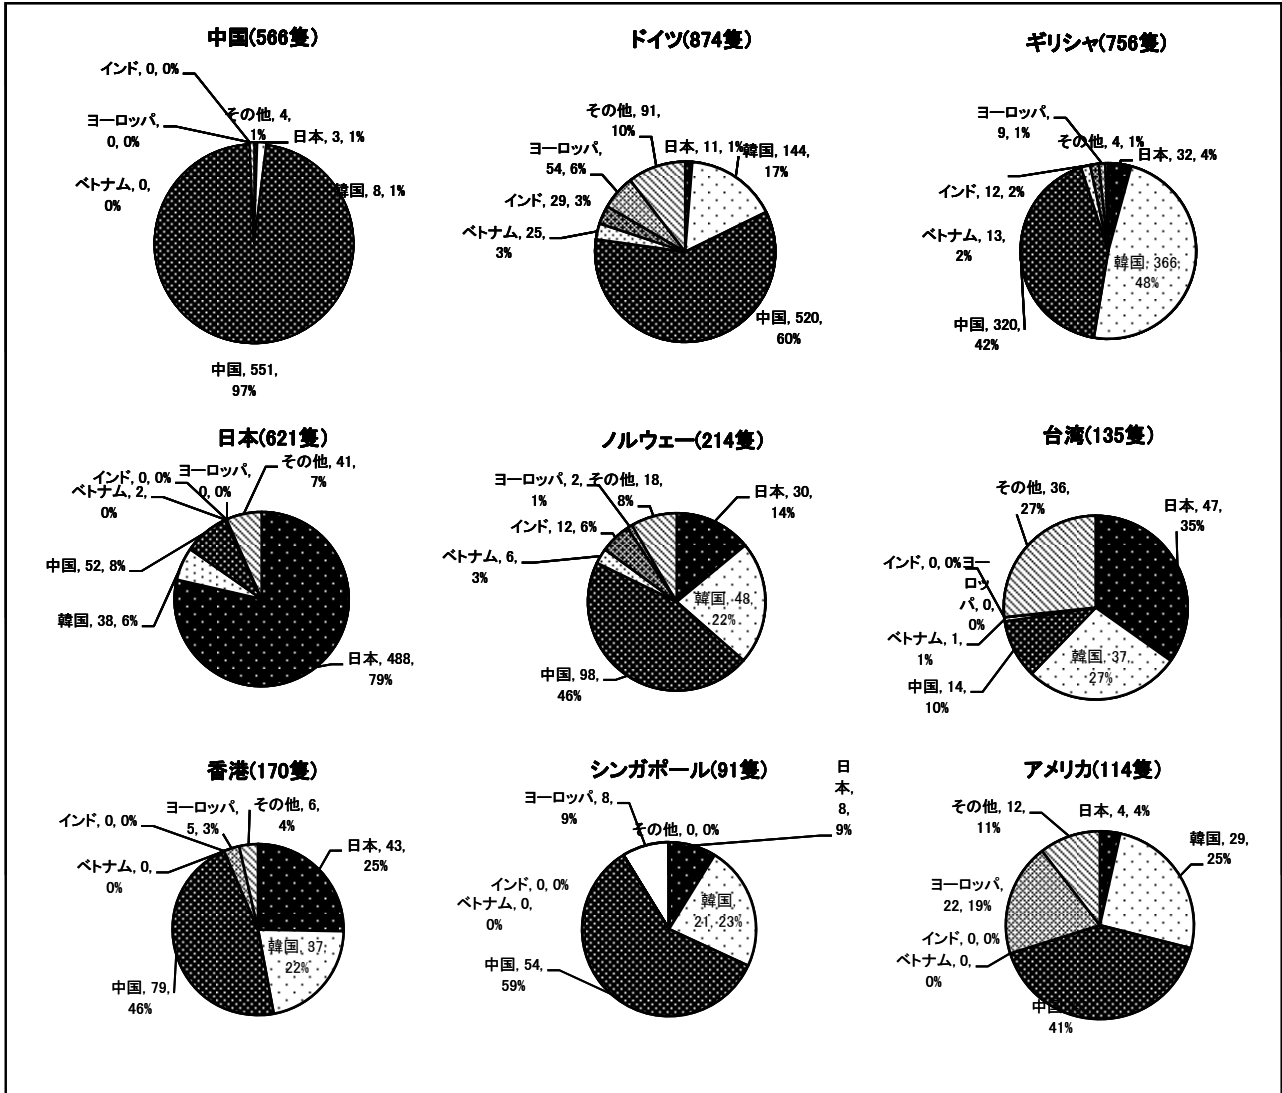 中国(566隻)
インド, 0, 0%
ヨーロッパ,
0, 0%
その他, 4,
1%
日本, 3, 1%
ベトナム, 0,
0%
韓国, 8, 1%
中国, 551,
97%
ドイツ(874隻)
その他, 91,
10%
日本, 11, 1%
韓国, 144,
17%
ヨーロッパ,
54, 6%
インド, 29, 3%
ベトナム, 25,
3%
中国, 520,
60%
ギリシャ(756隻)
ヨーロッパ,
9, 1%
その他, 4, 1%
日本, 32, 4%
インド, 12, 2%
ベトナム, 13,
2%
韓国, 366,
48%
中国, 320,
42%
日本(621隻)
インド, 0, 0%
ヨーロッパ,
0, 0%
その他, 41,
7%
ベトナム, 2,
0%
中国, 52, 8%
韓国, 38, 6%
日本, 488,
79%
ノルウェー(214隻)
ヨーロッパ, 2,
1%
その他, 18,
8%
日本, 30,
14%
インド, 12, 6%
ベトナム, 6,
3%
韓国, 48,
22%
中国, 98,
46%
台湾(135隻)
その他, 36,
27%
日本, 47,
35%
インド, 0, 0%
ヨー
ロッ
パ, 0,
0%
ベトナム, 1,
1%
韓国, 37,
27%
中国, 14,
10%
香港(170隻)
ヨーロッパ,
5, 3%
その他, 6,
4%
インド, 0, 0%
日本, 43,
25%
ベトナム, 0,
0%
韓国, 37,
22%
中国, 79,
46%
シンガポール(91隻)
ヨーロッパ, 8,
9%
その他, 0, 0%
日
本,
8,
9%
インド, 0, 0%
ベトナム, 0,
0%
韓国,
21, 23%
中国, 54,
59%
アメリカ(114隻)
その他, 12,
11%
日本, 4, 4%
韓国, 29,
25%
ヨーロッパ,
22, 19%
インド, 0, 0%
ベトナム, 0,
0%
中国
41%